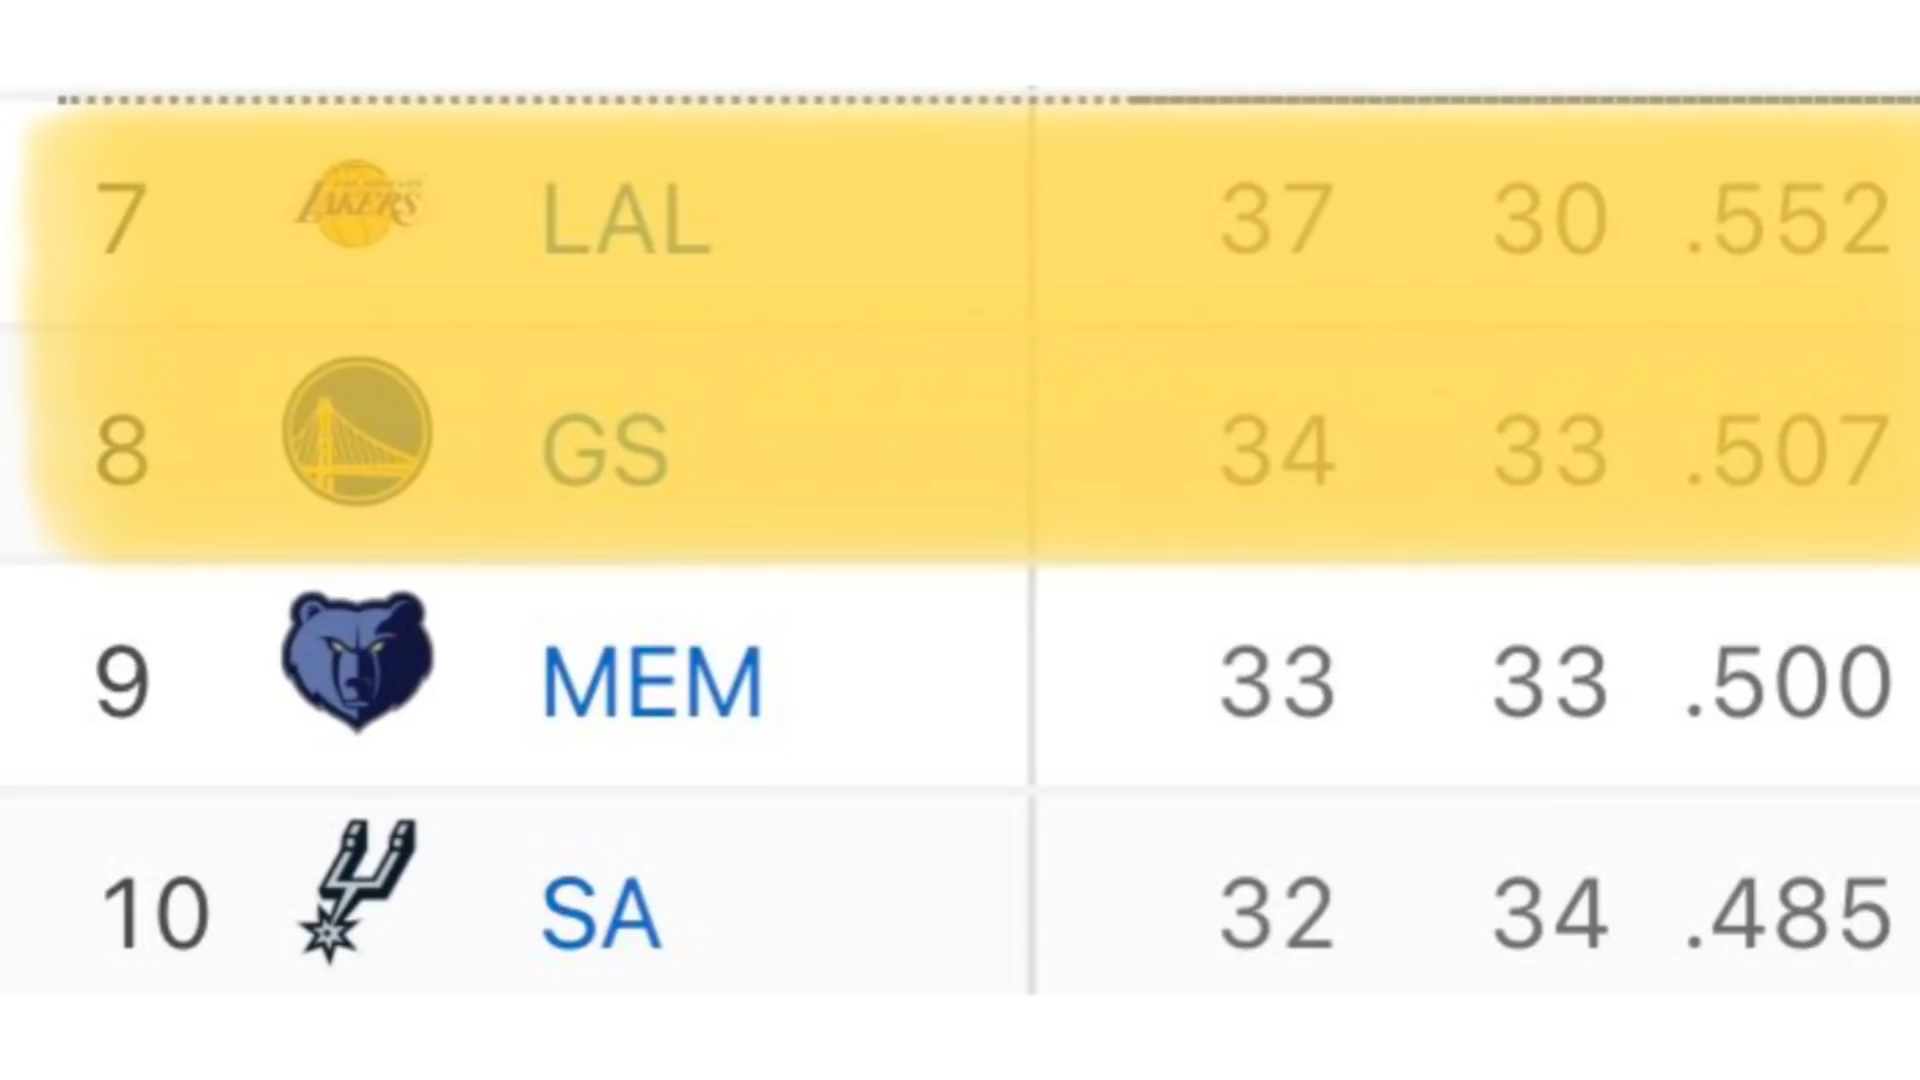 7 LAKERS LAL 37 30 .552
8 GS 34 33 .507
9 MEM 33 33 .500
10 SA 32 34 .485